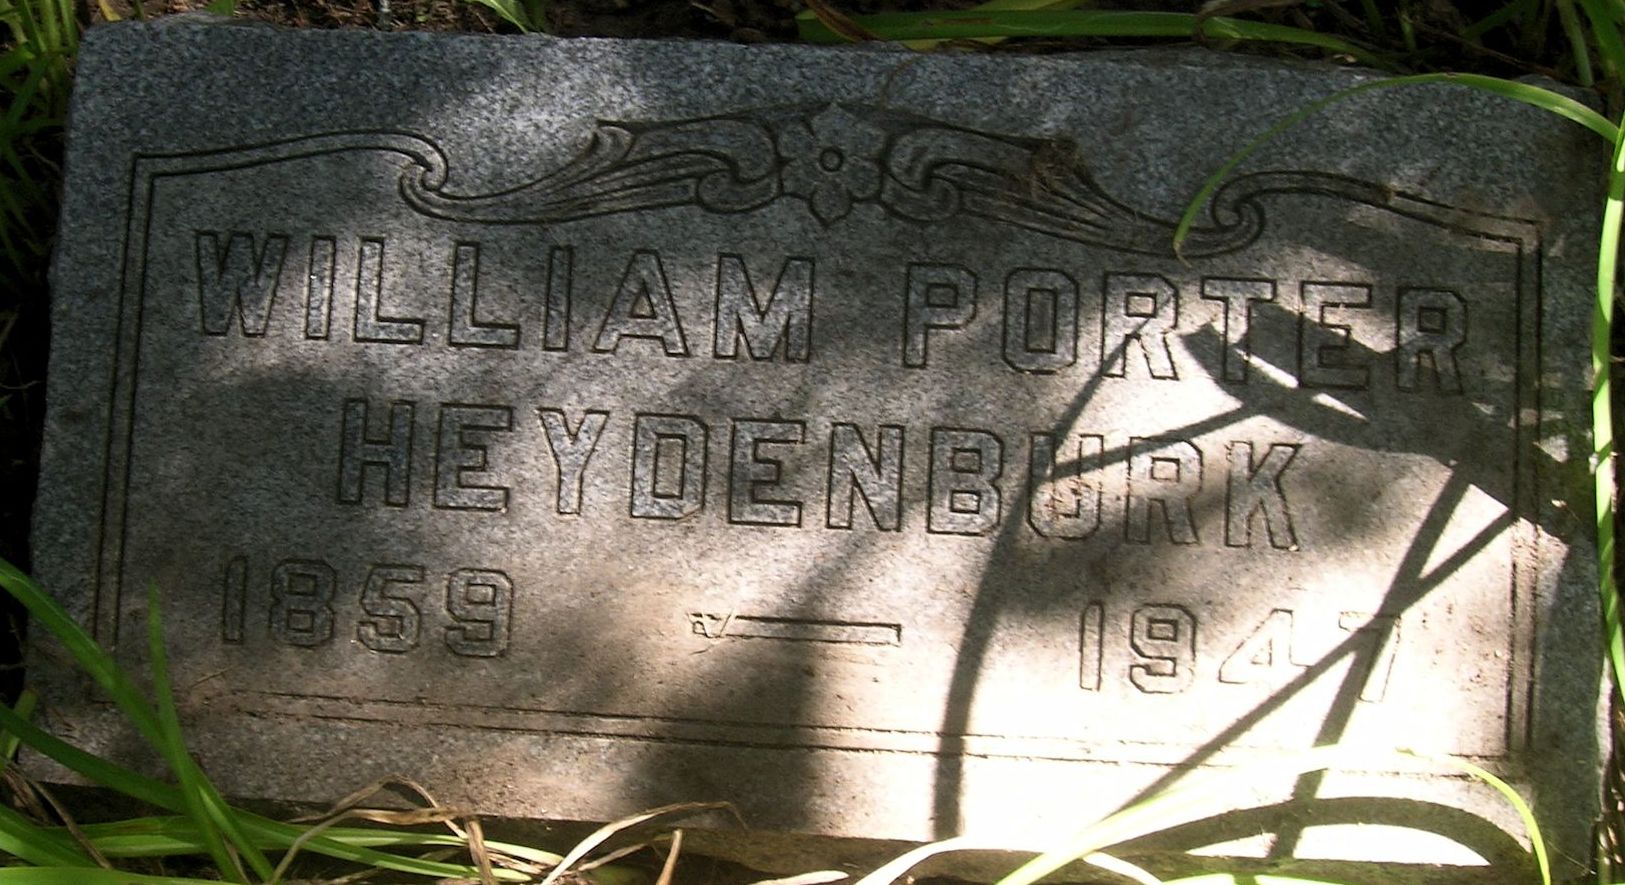 WILLIAM PORTER
HEYDENBURK
1859 — 1947